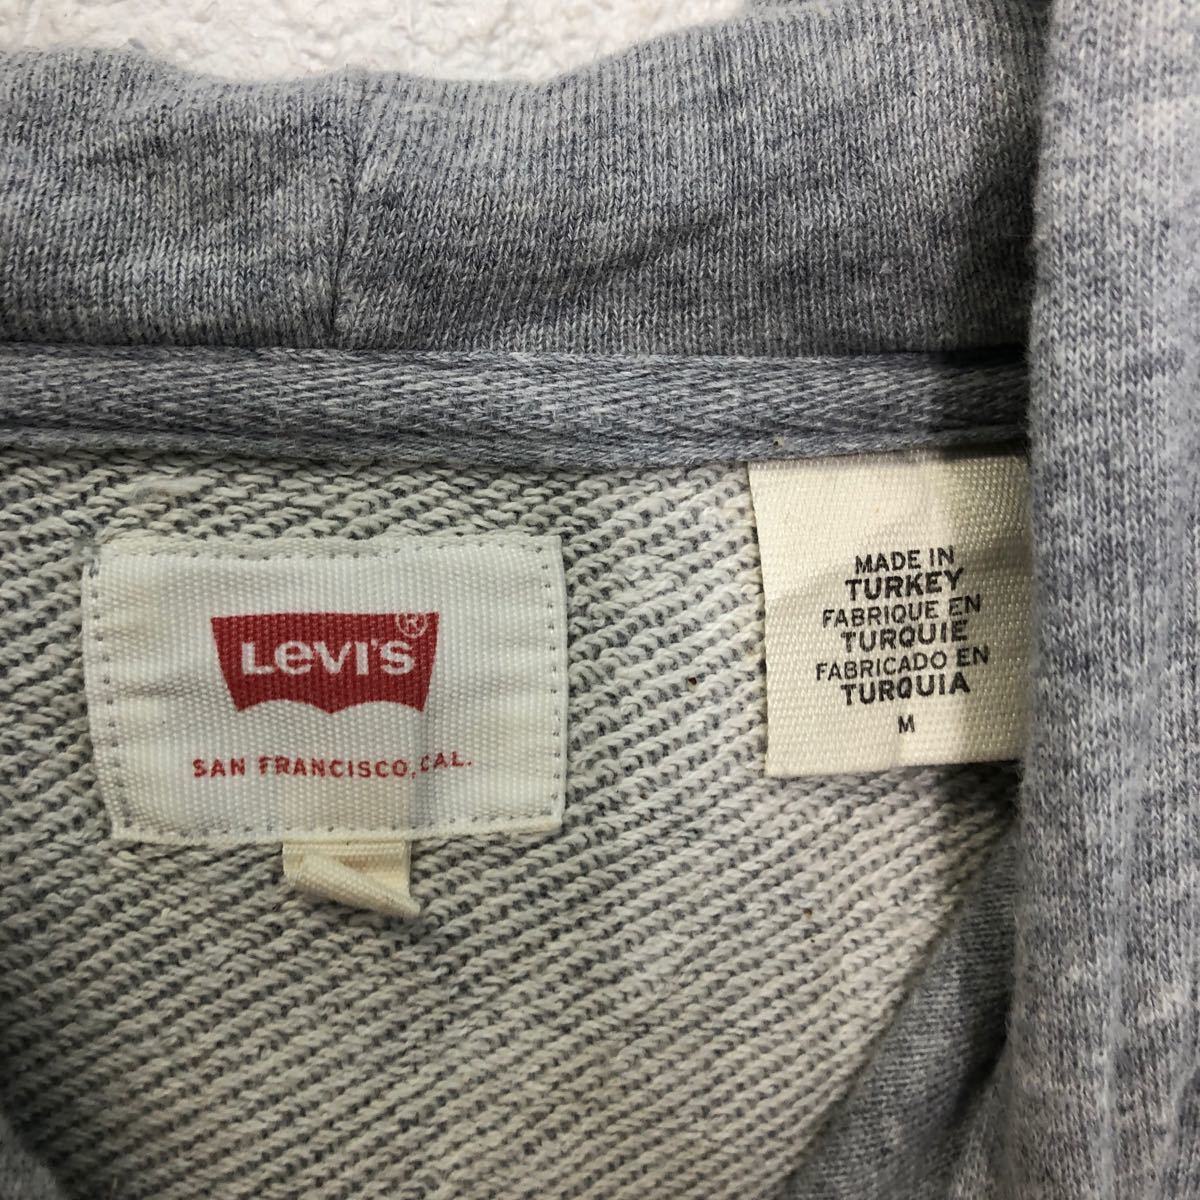 Levi's®
SAN FRANCISCO, CAL.
MADE IN
TURKEY
FABRIQUE EN
TURQUIE
FABRICADO EN
TURQUIA
M